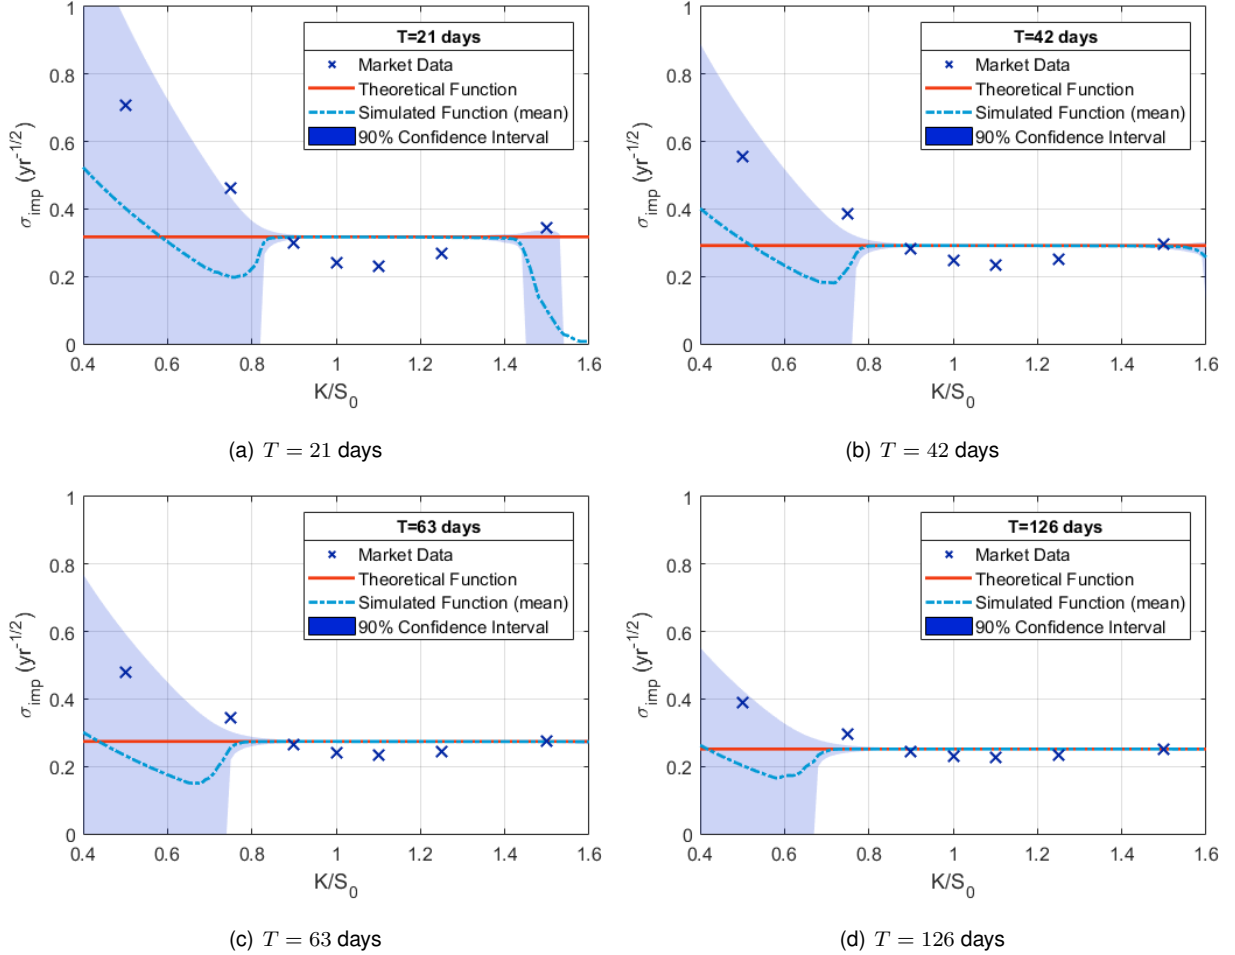 1
0.8
0.6
0.4
0.2
0
σimp (yr-1/2)
0.4 0.6 0.8 1 1.2 1.4 1.6
K/S0
T=21 days
Market Data
Theoretical Function
Simulated Function (mean)
90% Confidence Interval
(a) T = 21 days
1
0.8
0.6
0.4
0.2
0
σimp (yr-1/2)
0.4 0.6 0.8 1 1.2 1.4 1.6
K/S0
T=42 days
Market Data
Theoretical Function
Simulated Function (mean)
90% Confidence Interval
(b) T = 42 days
1
0.8
0.6
0.4
0.2
0
σimp (yr-1/2)
0.4 0.6 0.8 1 1.2 1.4 1.6
K/S0
T=63 days
Market Data
Theoretical Function
Simulated Function (mean)
90% Confidence Interval
(c) T = 63 days
1
0.8
0.6
0.4
0.2
0
σimp (yr-1/2)
0.4 0.6 0.8 1 1.2 1.4 1.6
K/S0
T=126 days
Market Data
Theoretical Function
Simulated Function (mean)
90% Confidence Interval
(d) T = 126 days